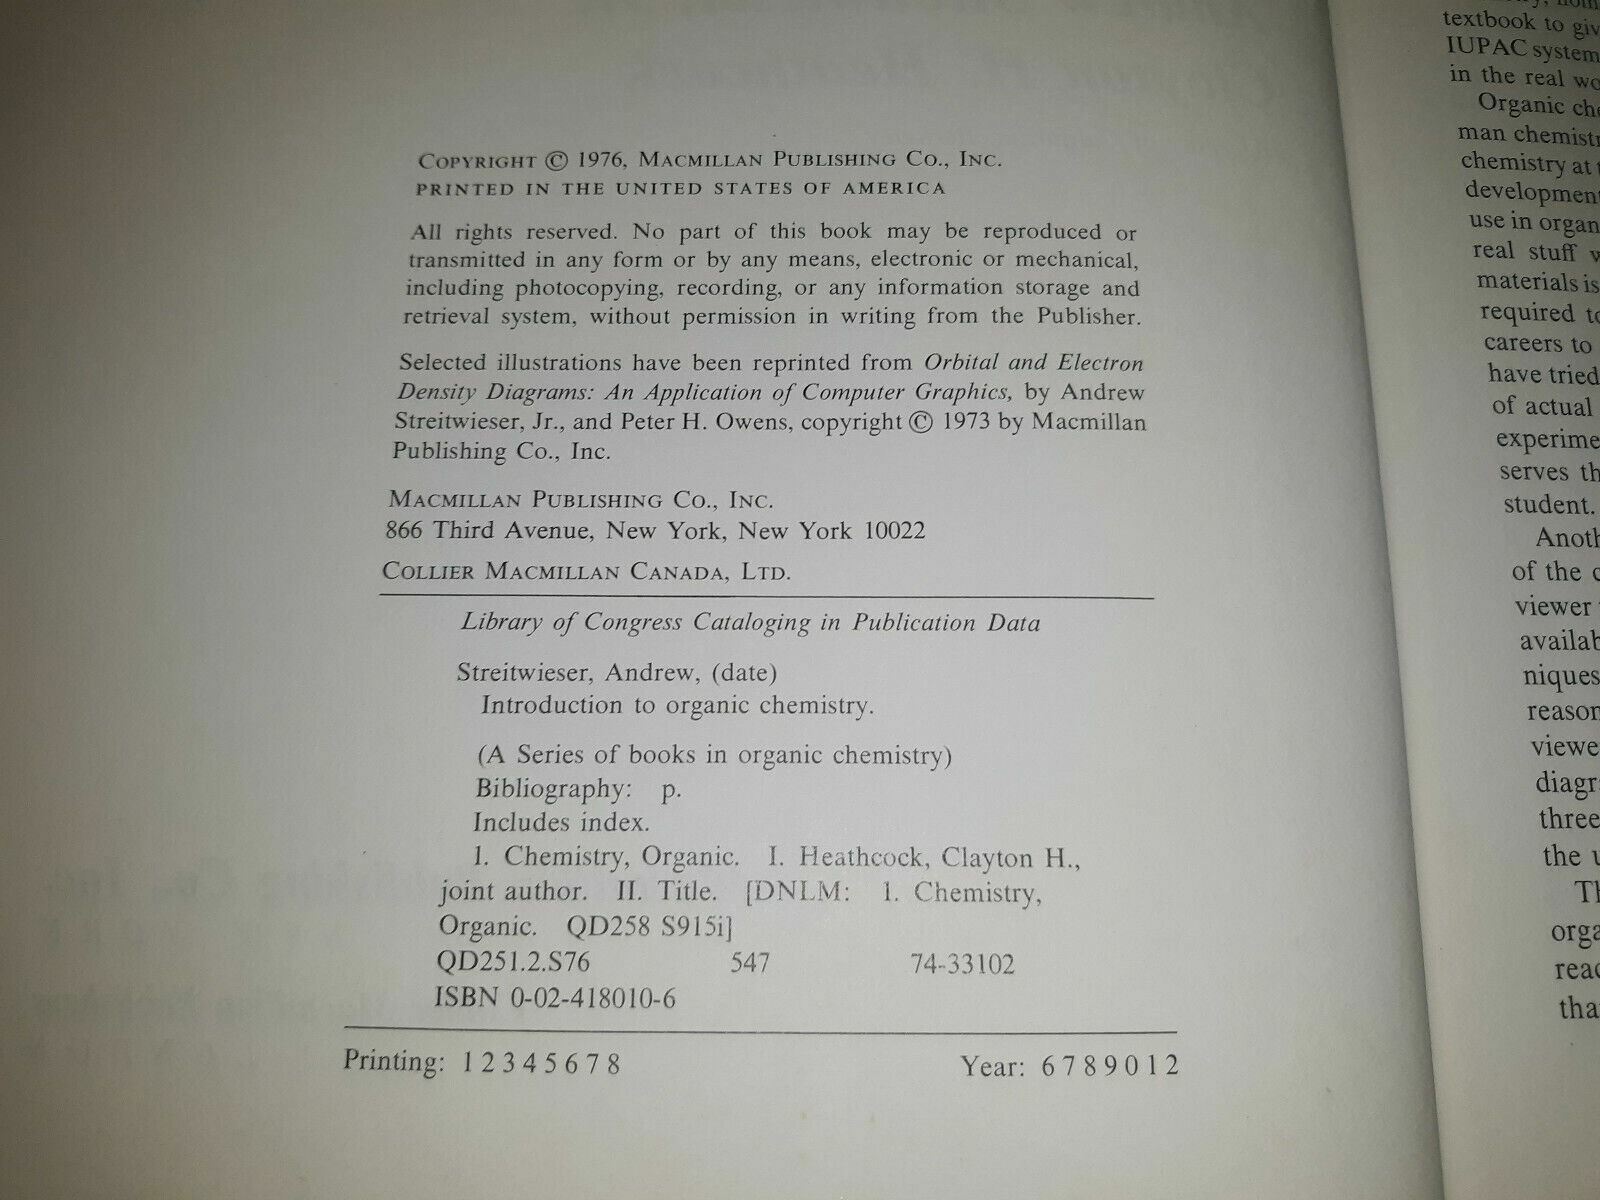 COPYRIGHT © 1976, MACMILLAN PUBLISHING CO., INC.
PRINTED IN THE UNITED STATES OF AMERICA
All rights reserved. No part of this book may be reproduced or
transmitted in any form or by any means, electronic or mechanical,
including photocopying, recording, or any information storage and
retrieval system, without permission in writing from the Publisher.
Selected illustrations have been reprinted from Orbital and Electron
Density Diagrams: An Application of Computer Graphics, by Andrew
Streitwieser, Jr., and Peter H. Owens, copyright © 1973 by Macmillan
Publishing Co., Inc.
MACMILLAN PUBLISHING CO., INC.
866 Third Avenue, New York, New York 10022
COLLIER MACMILLAN CANADA, LTD.
Library of Congress Cataloging in Publication Data
Streitwieser, Andrew, (date)
Introduction to organic chemistry.
(A Series of books in organic chemistry)
Bibliography: p.
Includes index.
1. Chemistry, Organic. I. Heathcock, Clayton H.,
joint author. II. Title. [DNLM: 1. Chemistry,
Organic. QD258 S915i]
QD251.2.S76 547 74-33102
ISBN 0-02-418010-6
Printing: 1 2 3 4 5 6 7 8 Year: 6 7 8 9 0 1 2
textbook to giv
IUPAC system
in the real wo
Organic che
man chemistr
chemistry at t
development
use in organ
real stuff w
materials is
required to
careers to
have tried
of actual
experime
serves th
student.
Anoth
of the c
viewer
availab
niques
reason
viewe
diagra
three
the u
Th
orga
reac
tha